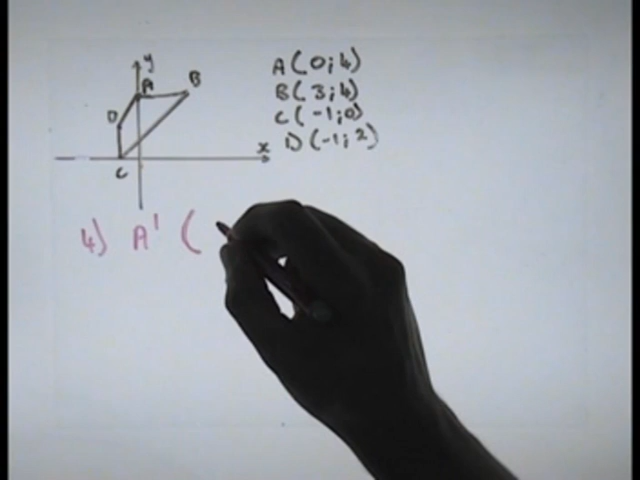 y
A
B
D
x
C
A(0;4)
B(3;4)
C(-1;0)
D(-1;2)
4) A' (